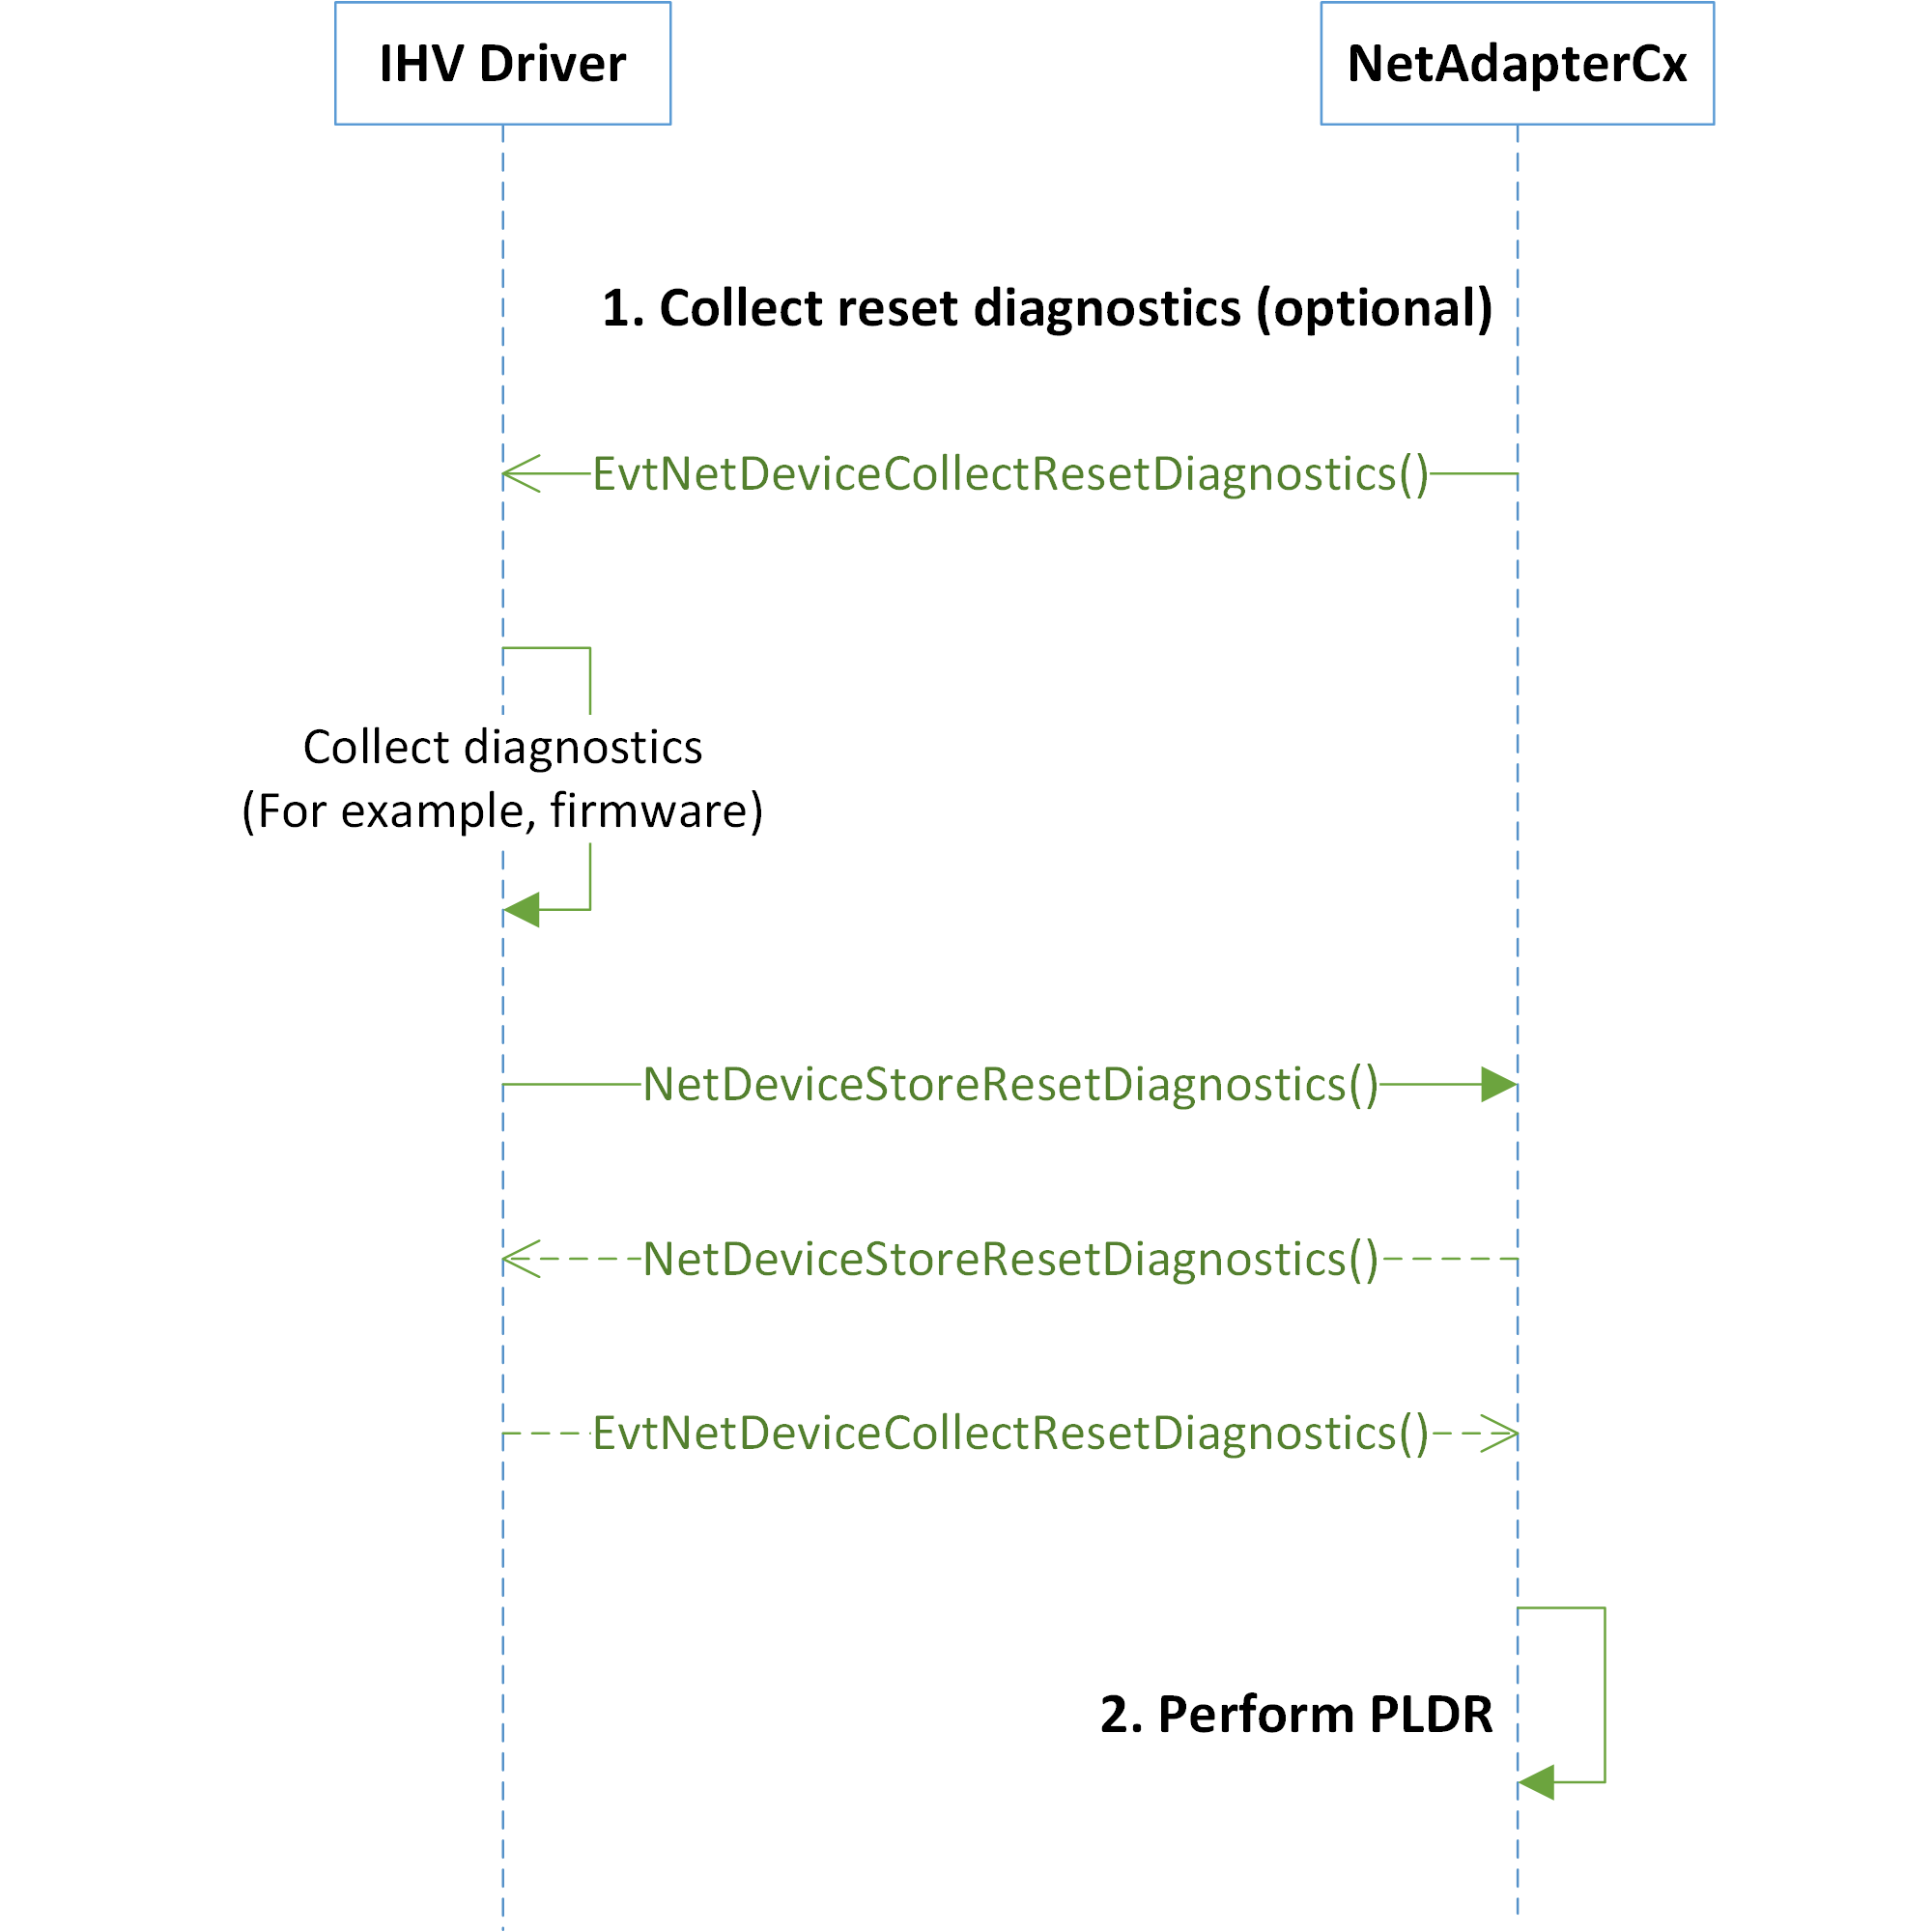 IHV Driver
NetAdapterCx
1. Collect reset diagnostics (optional)
EvtNetDeviceCollectResetDiagnostics()
Collect diagnostics
(For example, firmware)
NetDeviceStoreResetDiagnostics()
NetDeviceStoreResetDiagnostics()
EvtNetDeviceCollectResetDiagnostics()
2. Perform PLDR